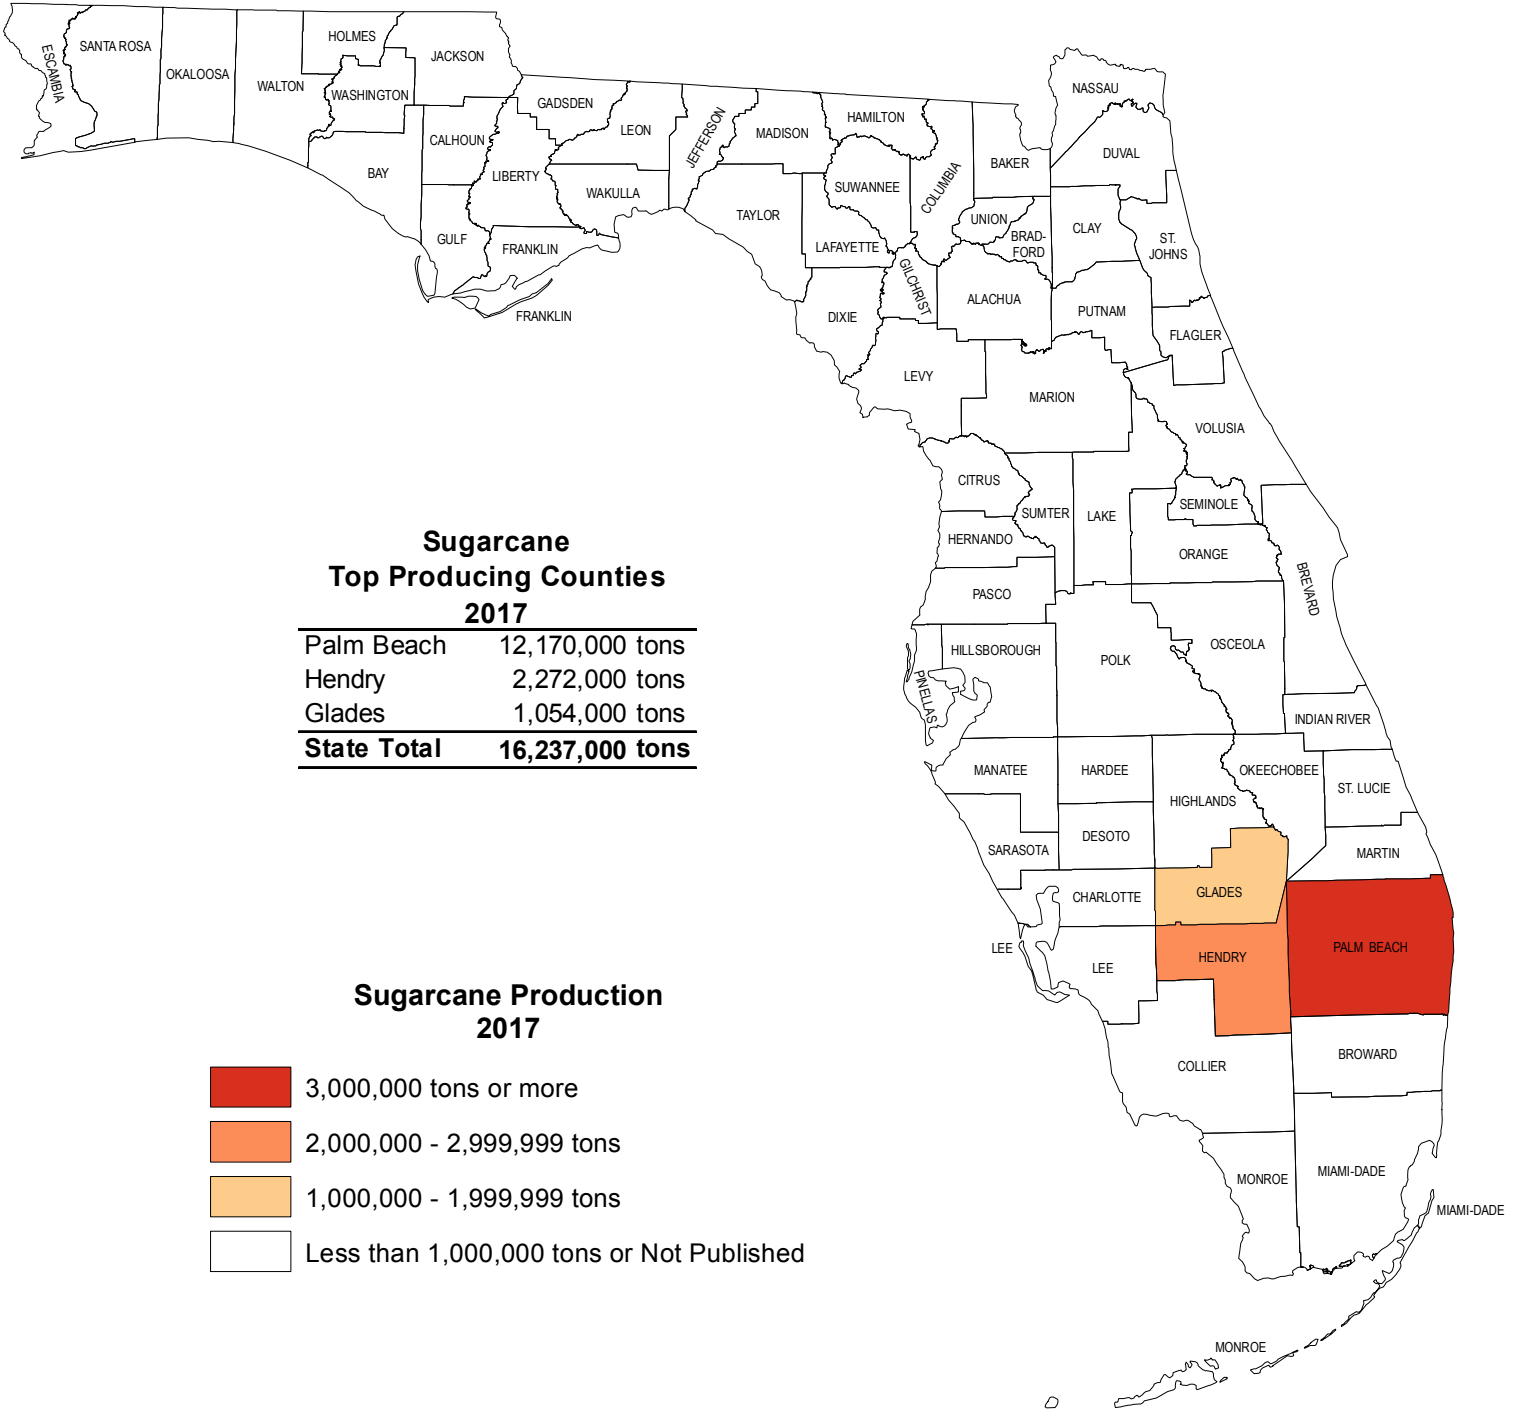 HOLMES
SANTA ROSA
JACKSON
ESCAMBIA
OKALOOSA
WALTON
WASHINGTON
NASSAU
GADSDEN
HAMILTON
LEON
JEFFERSON
MADISON
CALHOUN
DUVAL
BAKER
BAY
LIBERTY
COLUMBIA
SUWANNEE
WAKULLA
TAYLOR
UNION
CLAY
GULF
FRANKLIN
LAFAYETTE
BRAD-
FORD
ST.
JOHNS
GILCHRIST
ALACHUA
FRANKLIN
DIXIE
PUTNAM
FLAGLER
LEVY
MARION
VOLUSIA
CITRUS
SUMTER
LAKE
SEMINOLE
HERNANDO
ORANGE
BREVARD
PASCO
OSCEOLA
HILLSBOROUGH
POLK
PINELLAS
INDIAN RIVER
MANATEE
HARDEE
OKEECHOBEE
ST. LUCIE
HIGHLANDS
DESOTO
SARASOTA
MARTIN
CHARLOTTE
GLADES
LEE
LEE
HENDRY
PALM BEACH
COLLIER
BROWARD
MONROE
MIAMI-DADE
MIAMI-DADE
MONROE
Sugarcane
Top Producing Counties
2017
Palm Beach 12,170,000 tons
Hendry 2,272,000 tons
Glades 1,054,000 tons
State Total 16,237,000 tons
Sugarcane Production
2017
3,000,000 tons or more
2,000,000 - 2,999,999 tons
1,000,000 - 1,999,999 tons
Less than 1,000,000 tons or Not Published